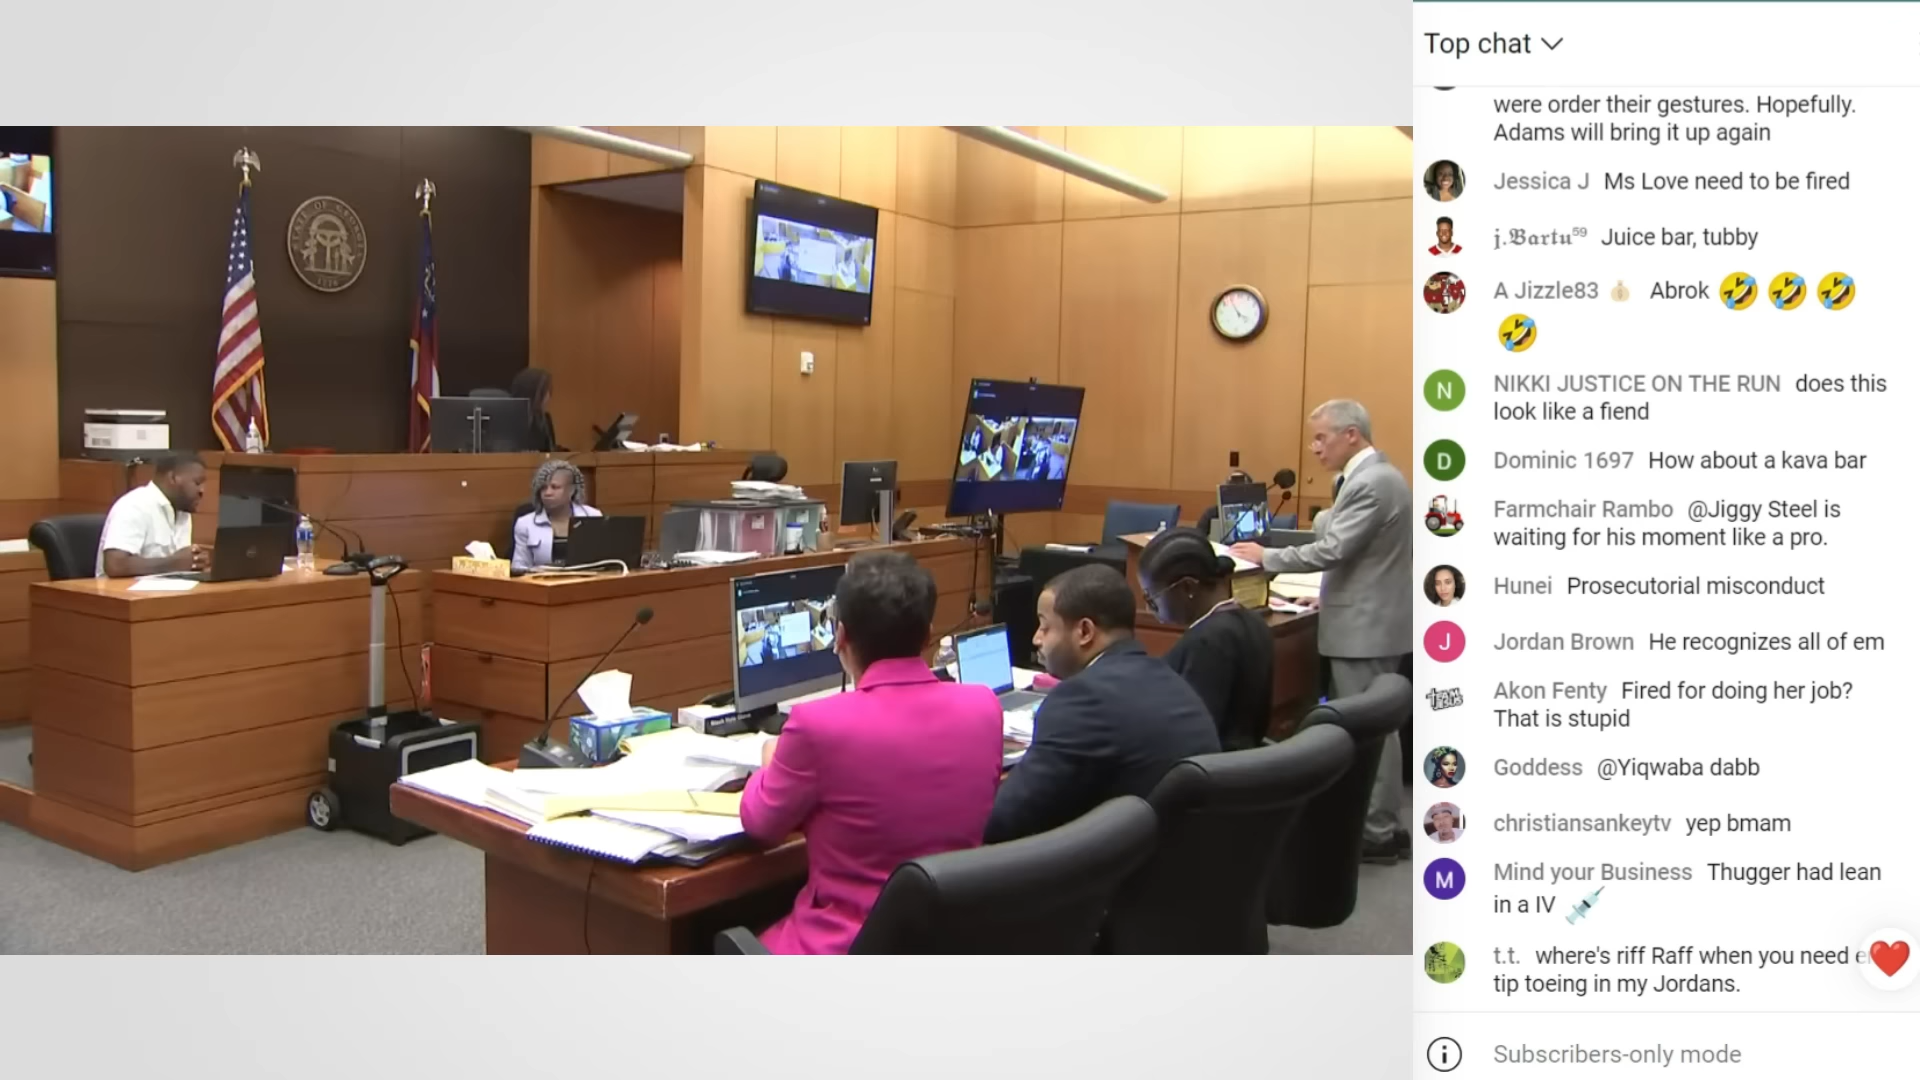 Top chat
were order their gestures. Hopefully.
Adams will bring it up again
Jessica J Ms Love need to be fired
j.Bartu⁵⁹ Juice bar, tubby
A Jizzle83 💰 Abrok 🤣 🤣 🤣
🤣
N
NIKKI JUSTICE ON THE RUN does this
look like a fiend
D
Dominic 1697 How about a kava bar
Farmchair Rambo @Jiggy Steel is
waiting for his moment like a pro.
Hunei Prosecutorial misconduct
J
Jordan Brown He recognizes all of em
Akon Fenty Fired for doing her job?
That is stupid
Goddess @Yiqwaba dabb
christiansankeytv yep bmam
M
Mind your Business Thugger had lean
in a IV 💉
t.t. where's riff Raff when you need
tip toeing in my Jordans.
Subscribers-only mode